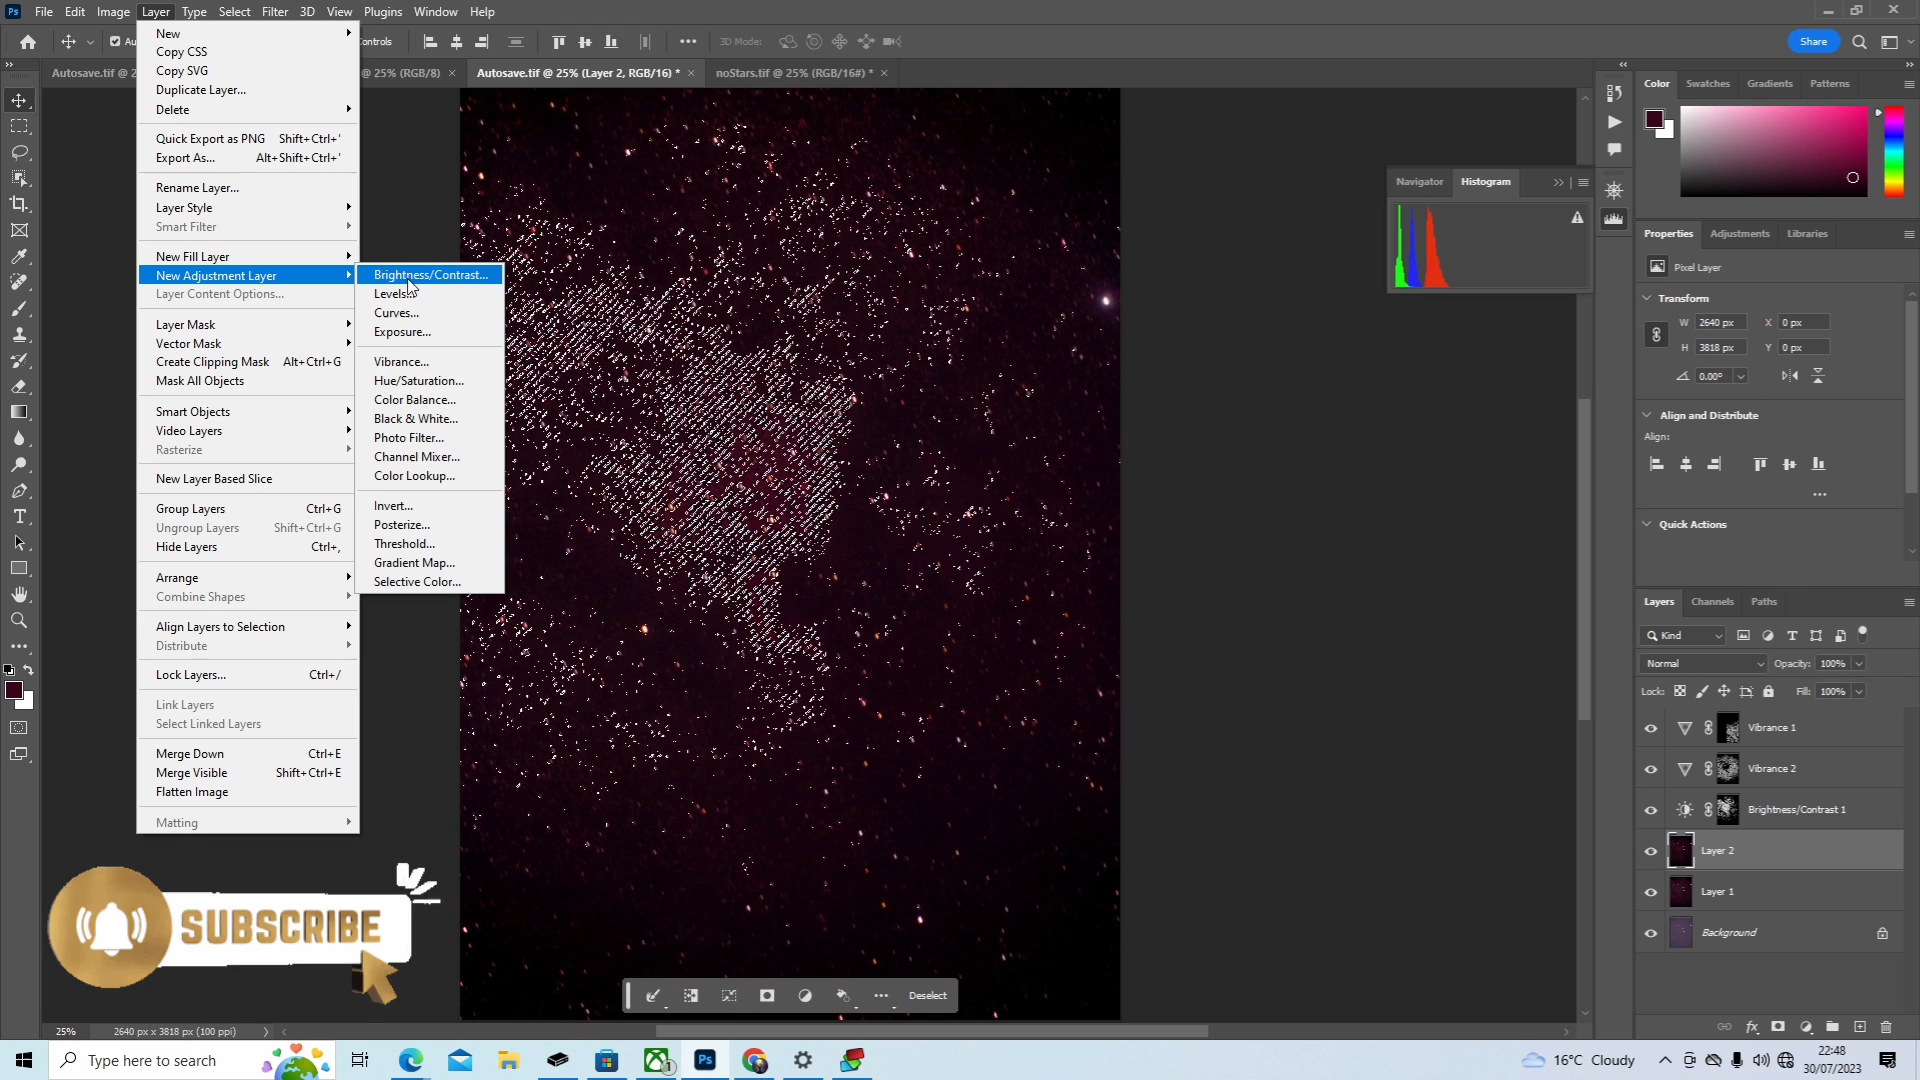 Ps File Edit Image Layer Type Select Filter 3D View Plugins Window Help
Controls 3D Mode: Share
Autosave.tif @ 2 @ 25% (RGB/8) × Autosave.tif @ 25% (Layer 2, RGB/16) * × noStars.tif @ 25% (RGB/16#) * ×
New
Copy CSS
Copy SVG
Duplicate Layer...
Delete
Quick Export as PNG Shift+Ctrl+'
Export As... Alt+Shift+Ctrl+'
Rename Layer...
Layer Style
Smart Filter
New Fill Layer
New Adjustment Layer
Layer Content Options...
Layer Mask
Vector Mask
Create Clipping Mask Alt+Ctrl+G
Mask All Objects
Smart Objects
Video Layers
Rasterize
New Layer Based Slice
Group Layers Ctrl+G
Ungroup Layers Shift+Ctrl+G
Hide Layers Ctrl+,
Arrange
Combine Shapes
Align Layers to Selection
Distribute
Lock Layers... Ctrl+/
Link Layers
Select Linked Layers
Merge Down Ctrl+E
Merge Visible Shift+Ctrl+E
Flatten Image
Matting
Brightness/Contrast...
Levels...
Curves...
Exposure...
Vibrance...
Hue/Saturation...
Color Balance...
Black & White...
Photo Filter...
Channel Mixer...
Color Lookup...
Invert...
Posterize...
Threshold...
Gradient Map...
Selective Color...
Navigator Histogram
Color Swatches Gradients Patterns
Properties Adjustments Libraries
Pixel Layer
Transform
W 2640 px X 0 px
H 3818 px Y 0 px
0.00°
Align and Distribute
Align:
Quick Actions
Layers Channels Paths
Kind
Normal Opacity: 100%
Lock: Fill: 100%
Vibrance 1
Vibrance 2
Brightness/Contrast 1
Layer 2
Layer 1
Background
SUBSCRIBE
Deselect
25% 2640 px x 3818 px (100 ppi)
Type here to search
1
Ps
16°C Cloudy
22:48
30/07/2023